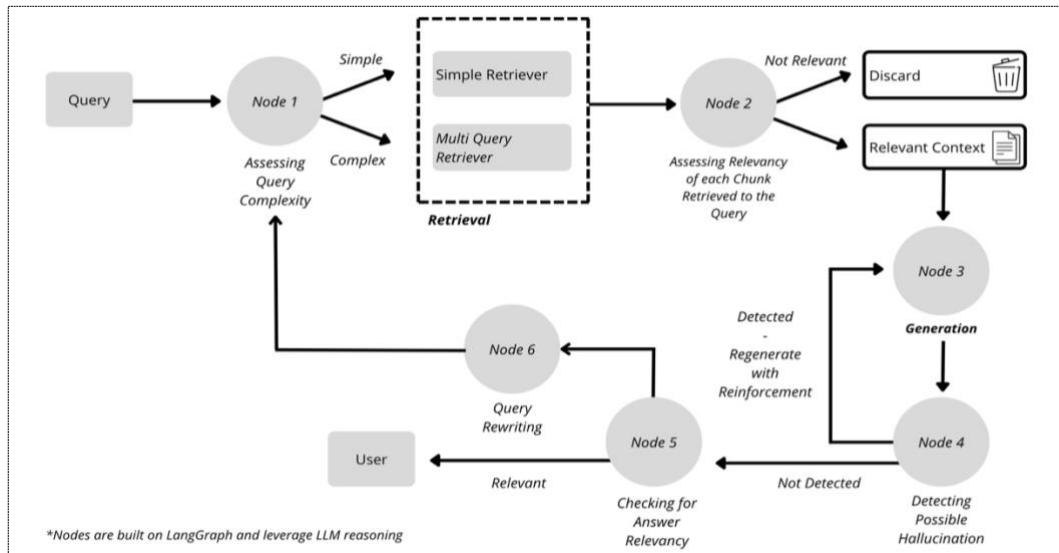 Query
Node 1
Assessing
Query
Complexity
Simple
Complex
Simple Retriever
Multi Query
Retriever
Retrieval
Node 2
Assessing Relevancy
of each Chunk
Retrieved to the
Query
Not Relevant
Discard
Relevant Context
Node 3
Generation
Detected
-
Regenerate
with
Reinforcement
Node 4
Detecting
Possible
Hallucination
Not Detected
Node 5
Checking for
Answer
Relevancy
Node 6
Query
Rewriting
Relevant
User
*Nodes are built on LangGraph and leverage LLM reasoning